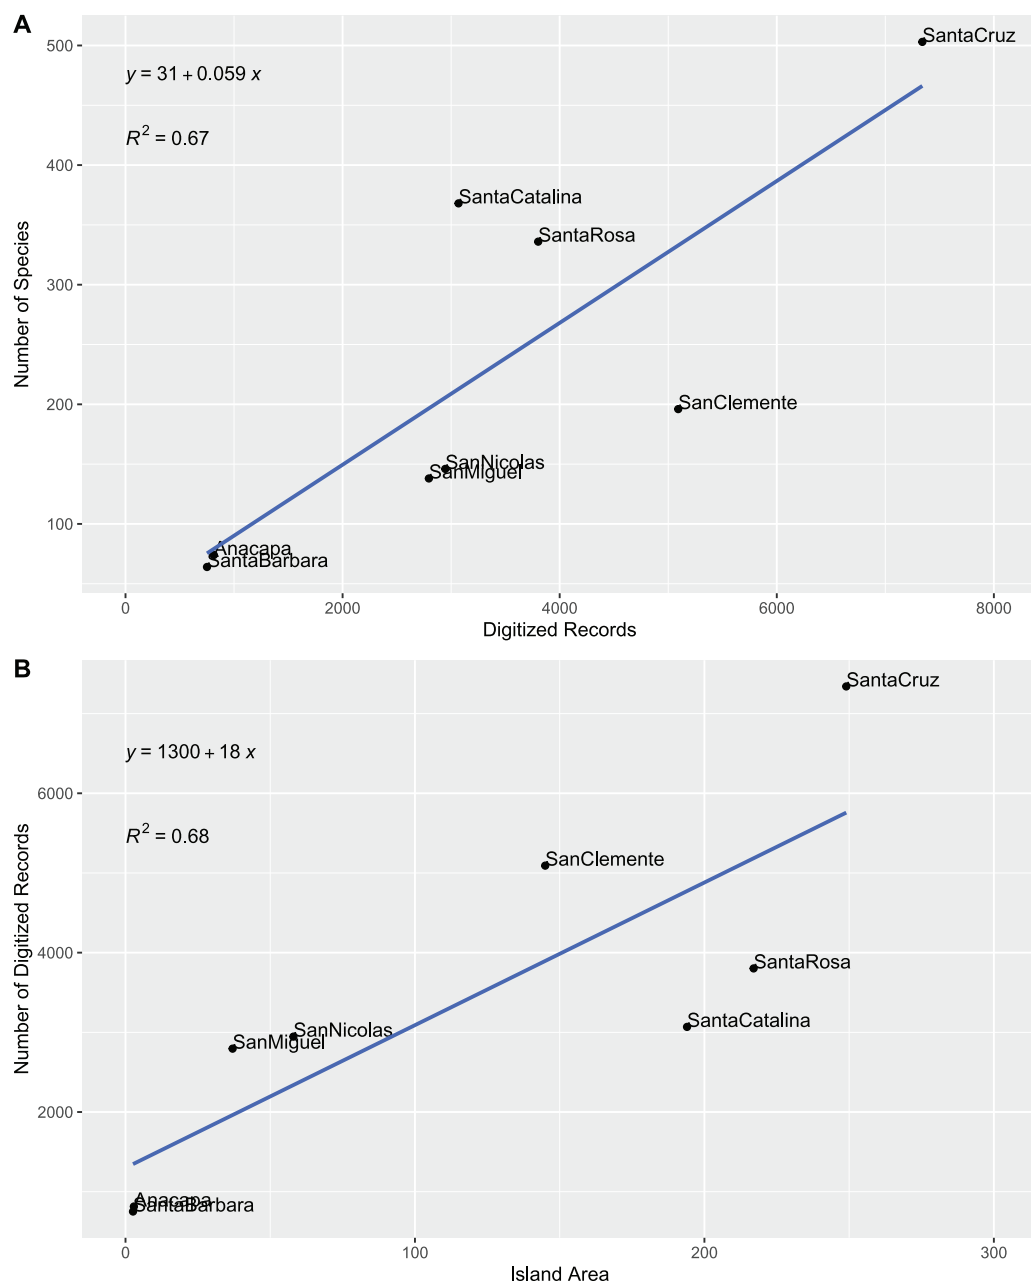 A
500
400
300
200
100
y = 31 + 0.059 x
R² = 0.67
SantaCruz
SantaCatalina
SantaRosa
SanClemente
SanNicolas
SanMiguel
Anacapa
SantaBarbara
Number of Species
0 2000 4000 6000 8000
Digitized Records
B
6000
4000
2000
y = 1300 + 18 x
R² = 0.68
SantaCruz
SanClemente
SantaRosa
SantaCatalina
SanNicolas
SanMiguel
Anacapa
SantaBarbara
Number of Digitized Records
0 100 200 300
Island Area